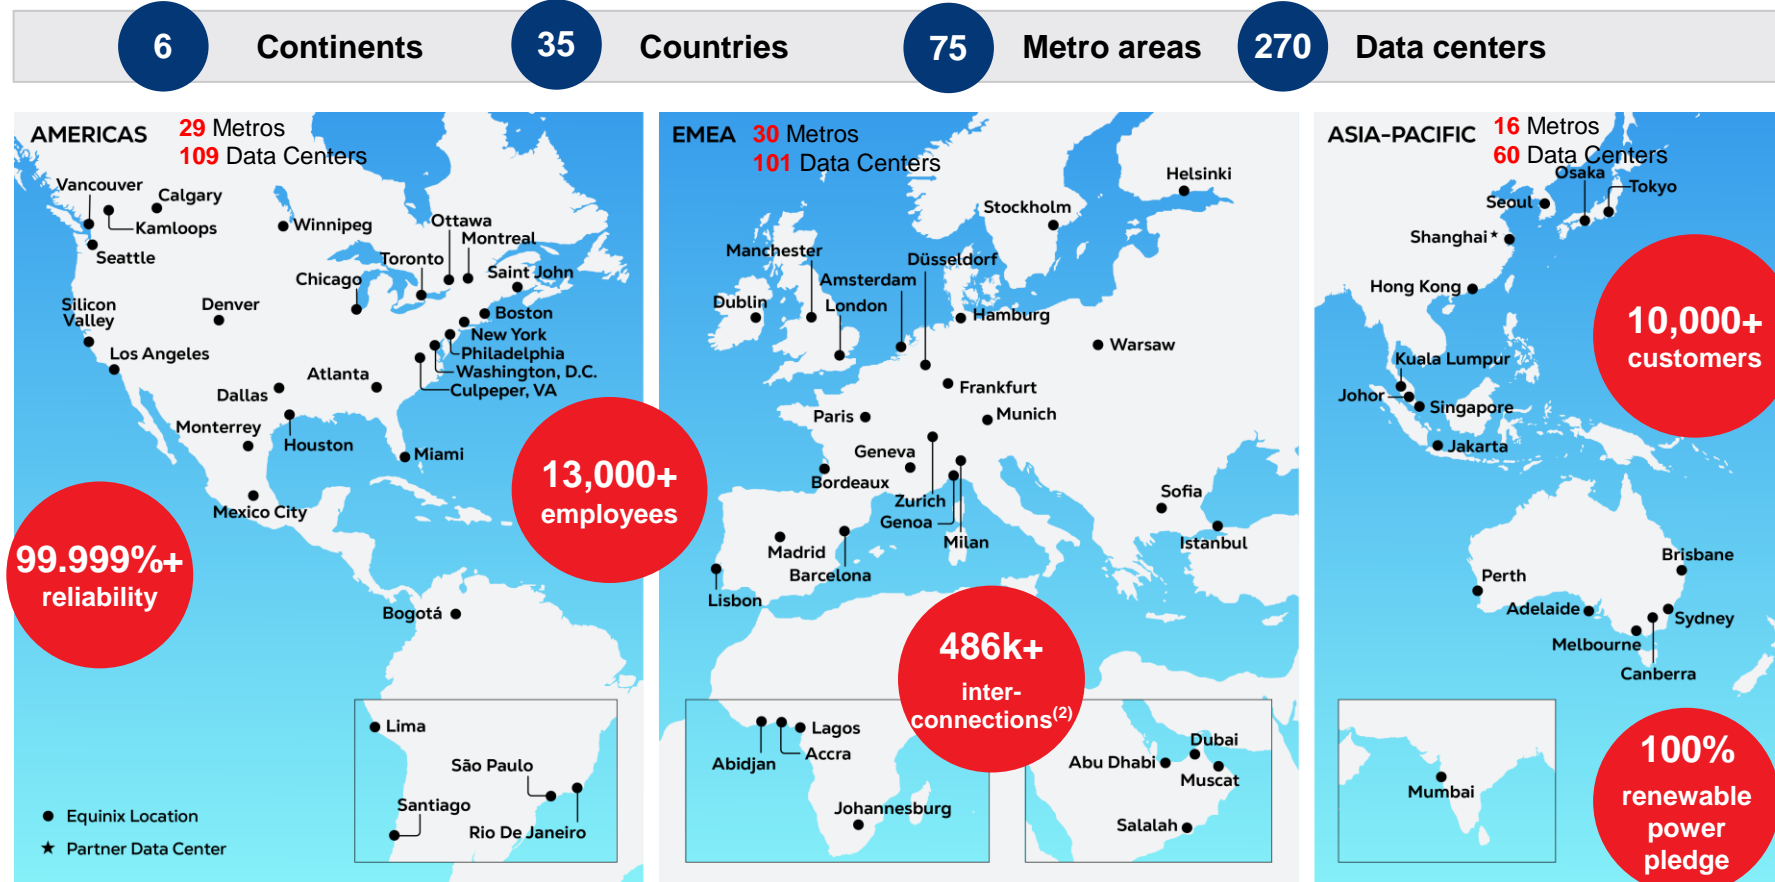 6 Continents 35 Countries 75 Metro areas 270 Data centers
AMERICAS
29 Metros
109 Data Centers
Vancouver
Calgary
Kamloops
Seattle
Winnipeg
Ottawa
Montreal
Toronto
Saint John
Chicago
Silicon
Valley
Denver
Boston
New York
Philadelphia
Washington, D.C.
Culpeper, VA
Los Angeles
Atlanta
Dallas
Monterrey
Houston
Miami
Mexico City
99.999%+
reliability
13,000+
employees
Bogotá
Lima
São Paulo
Santiago
Rio De Janeiro
● Equinix Location
★ Partner Data Center
EMEA
30 Metros
101 Data Centers
Helsinki
Stockholm
Manchester
Düsseldorf
Amsterdam
Dublin
London
Hamburg
Warsaw
Frankfurt
Paris
Munich
Geneva
Bordeaux
Zurich
Genoa
Milan
Sofia
Istanbul
Madrid
Barcelona
Lisbon
486k+
inter-
connections(2)
Lagos
Accra
Abidjan
Johannesburg
Dubai
Abu Dhabi
Muscat
Salalah
ASIA-PACIFIC
16 Metros
60 Data Centers
Osaka
Tokyo
Seoul
Shanghai★
Hong Kong
10,000+
customers
Kuala Lumpur
Johor
Singapore
Jakarta
Brisbane
Perth
Adelaide
Sydney
Melbourne
Canberra
Mumbai
100%
renewable
power
pledge